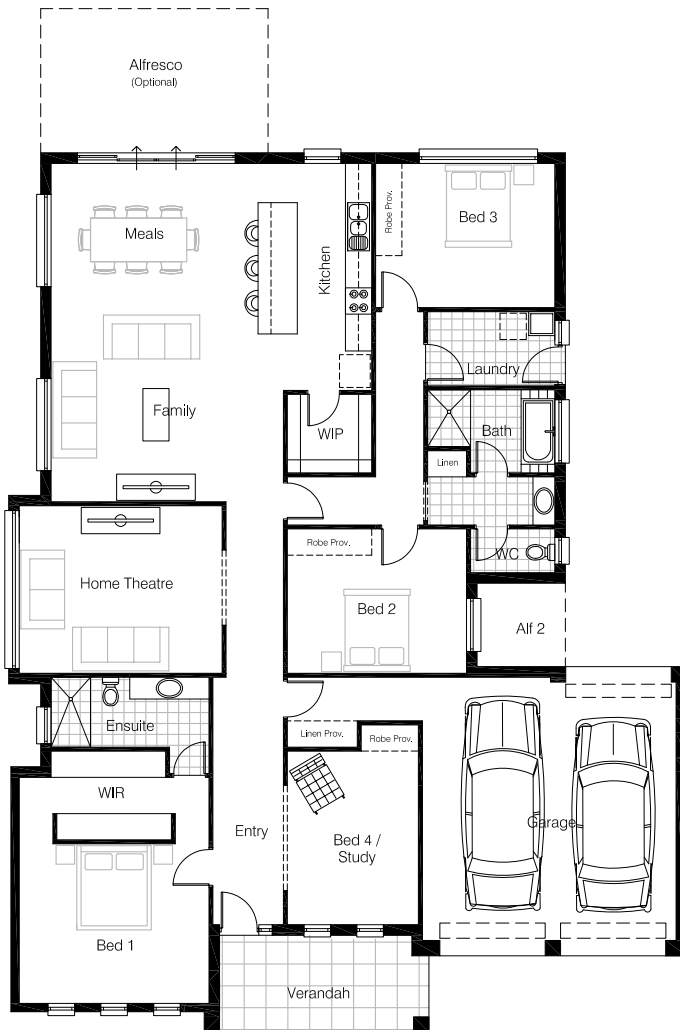 Alfresco
(Optional)
Meals
Kitchen
Robe Prov.
Bed 3
Laundry
Family
WIP
Bath
Linen
Robe Prov.
WC
Home Theatre
Bed 2
Alf 2
Ensuite
Linen Prov.
Robe Prov.
WIR
Entry
Bed 4 /
Study
Garage
Bed 1
Verandah